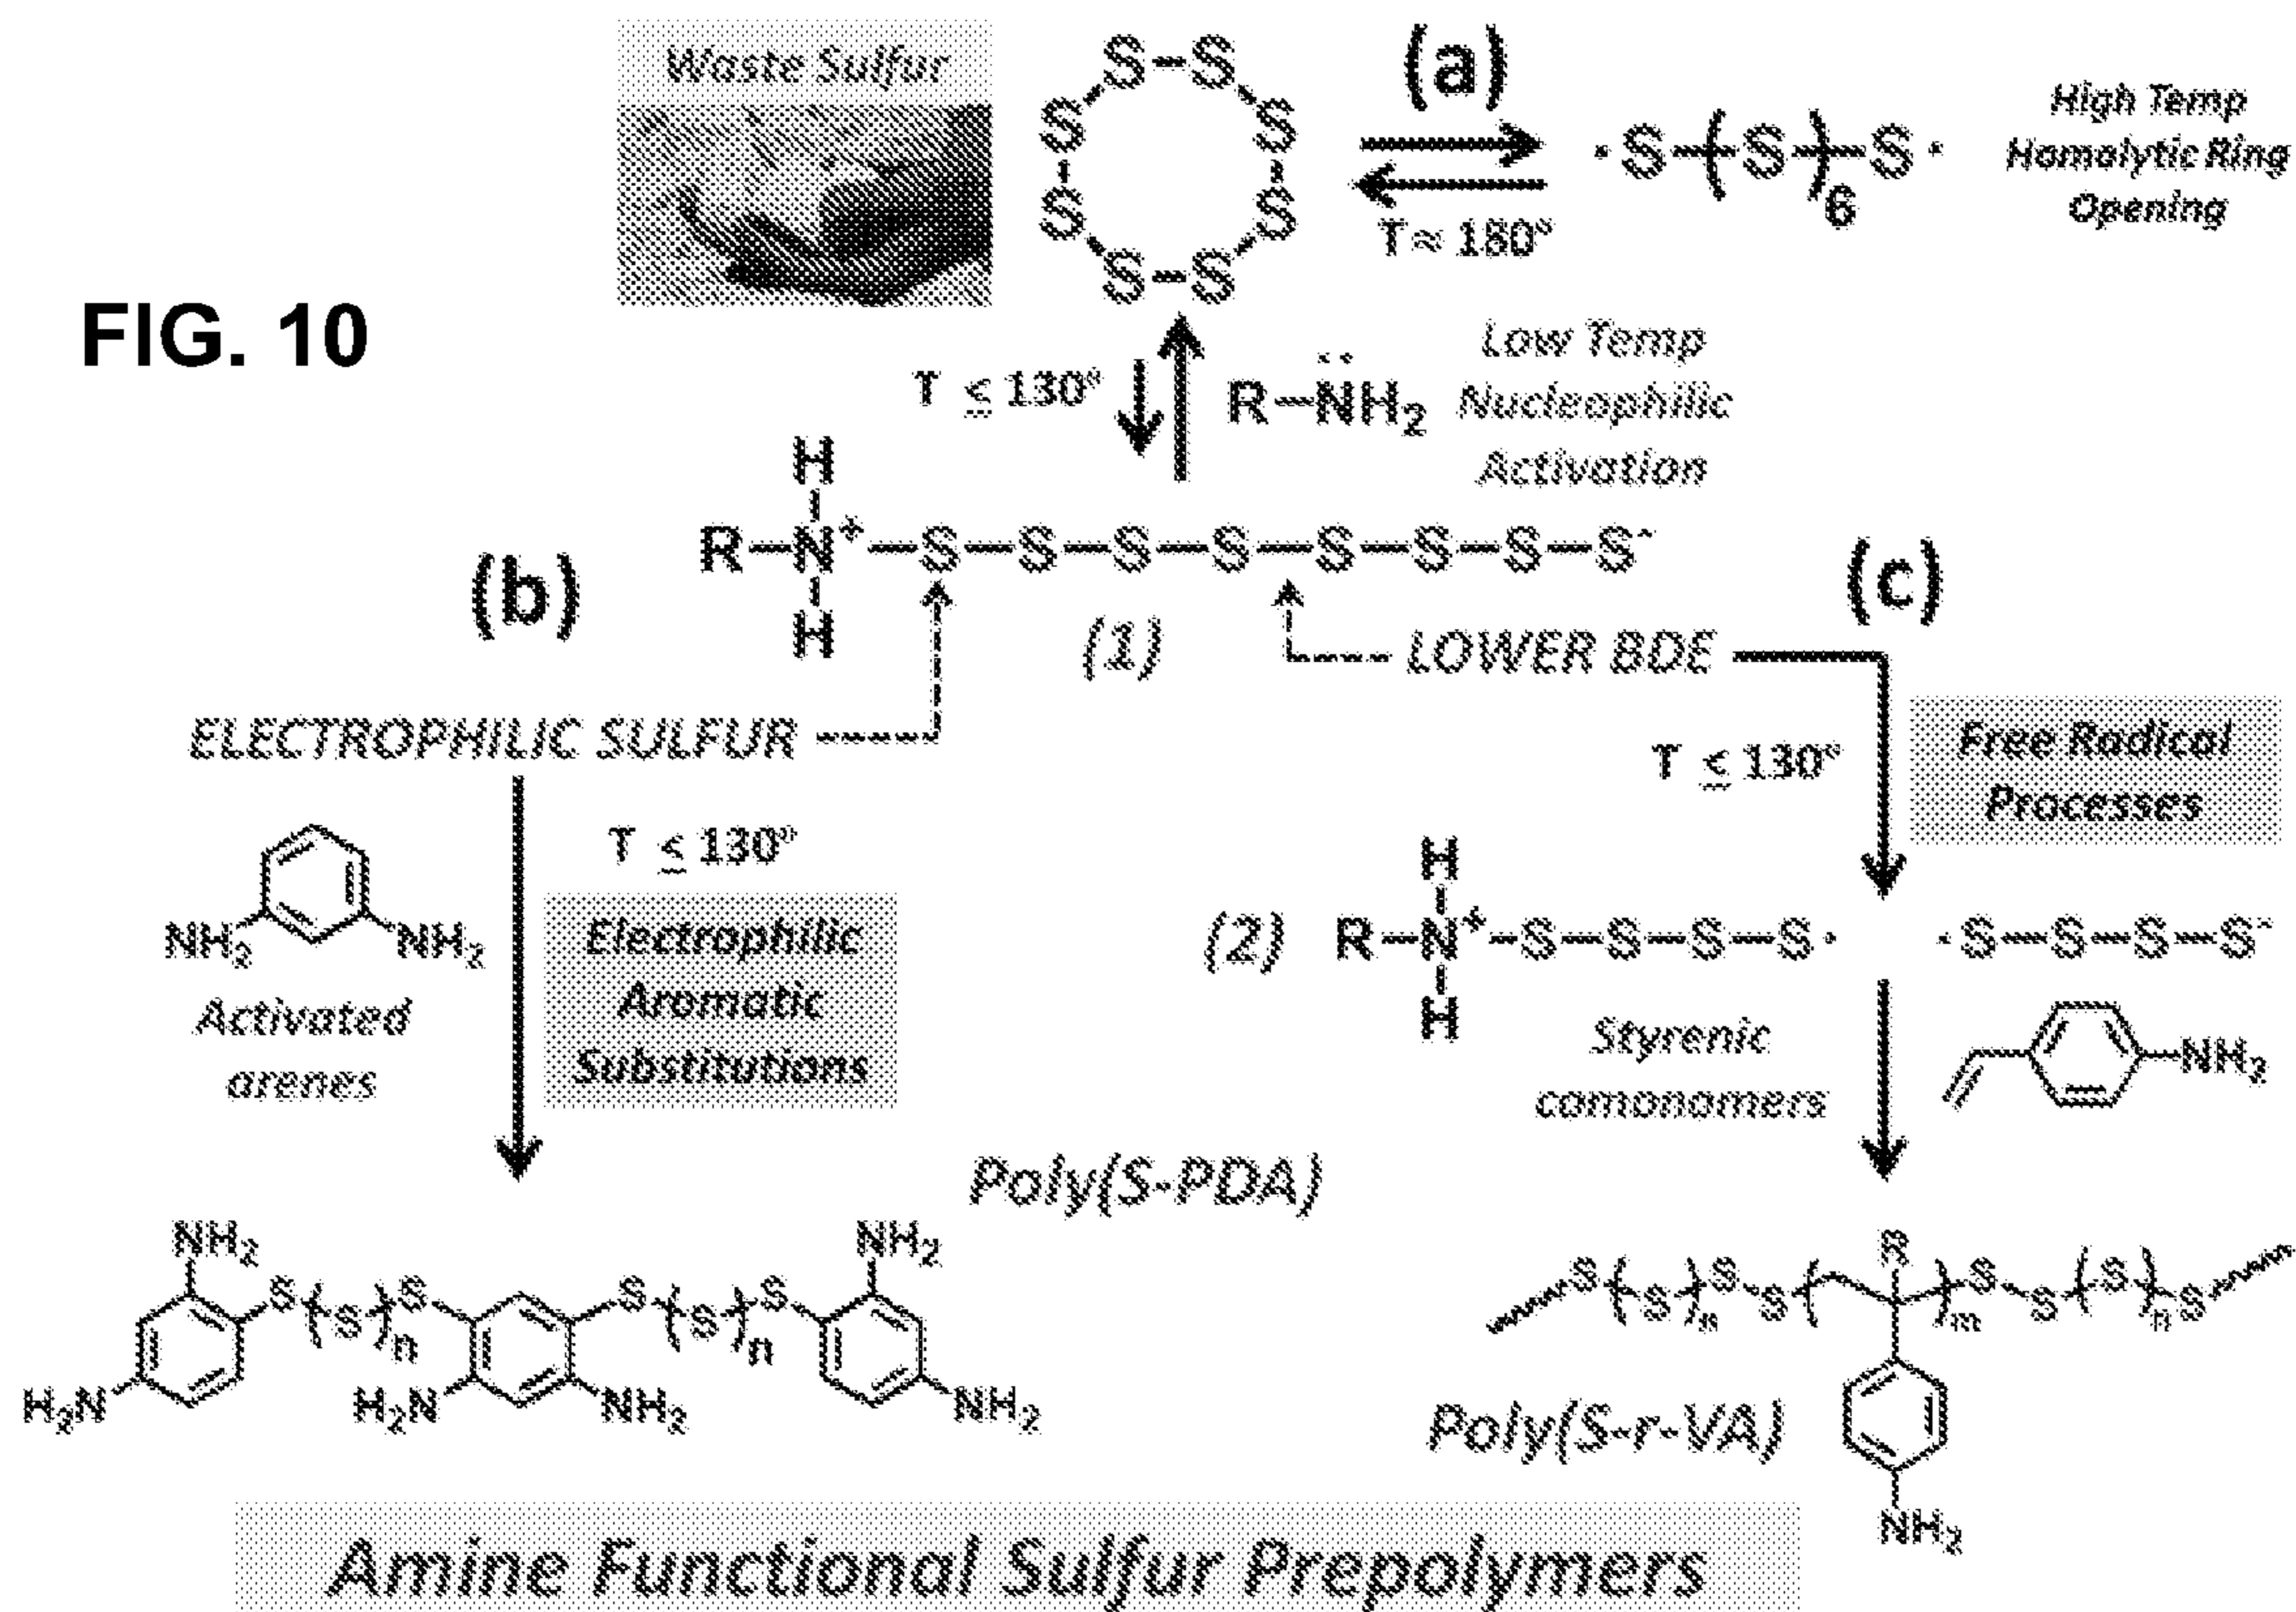 FIG. 10
Waste Sulfur
S S
S S
S S
S S
(a)
T ≈ 180°
·S-(S)6-S·
High Temp
Homolytic Ring
Opening
T ≤ 130°
R-N̈H2
Low Temp
Nucleophilic
Activation
H
R-N+-S-S-S-S-S-S-S-S-
H
(1)
(b)
ELECTROPHILIC SULFUR
NH2 NH2
Activated
arenes
T ≤ 130°
Electrophilic
Aromatic
Substitutions
(c)
LOWER BDE
T ≤ 130°
Free Radical
Processes
H
(2) R-N+-S-S-S-S· ·S-S-S-S-
H
Styrenic
comonomers
NH2
Poly(S-PDA)
NH2 NH2
S (S)n S S (S)n S
H2N H2N NH2 NH2
R
S (S)n S S ( )m S S (S)n S
Poly(S-r-VA)
NH2
Amine Functional Sulfur Prepolymers